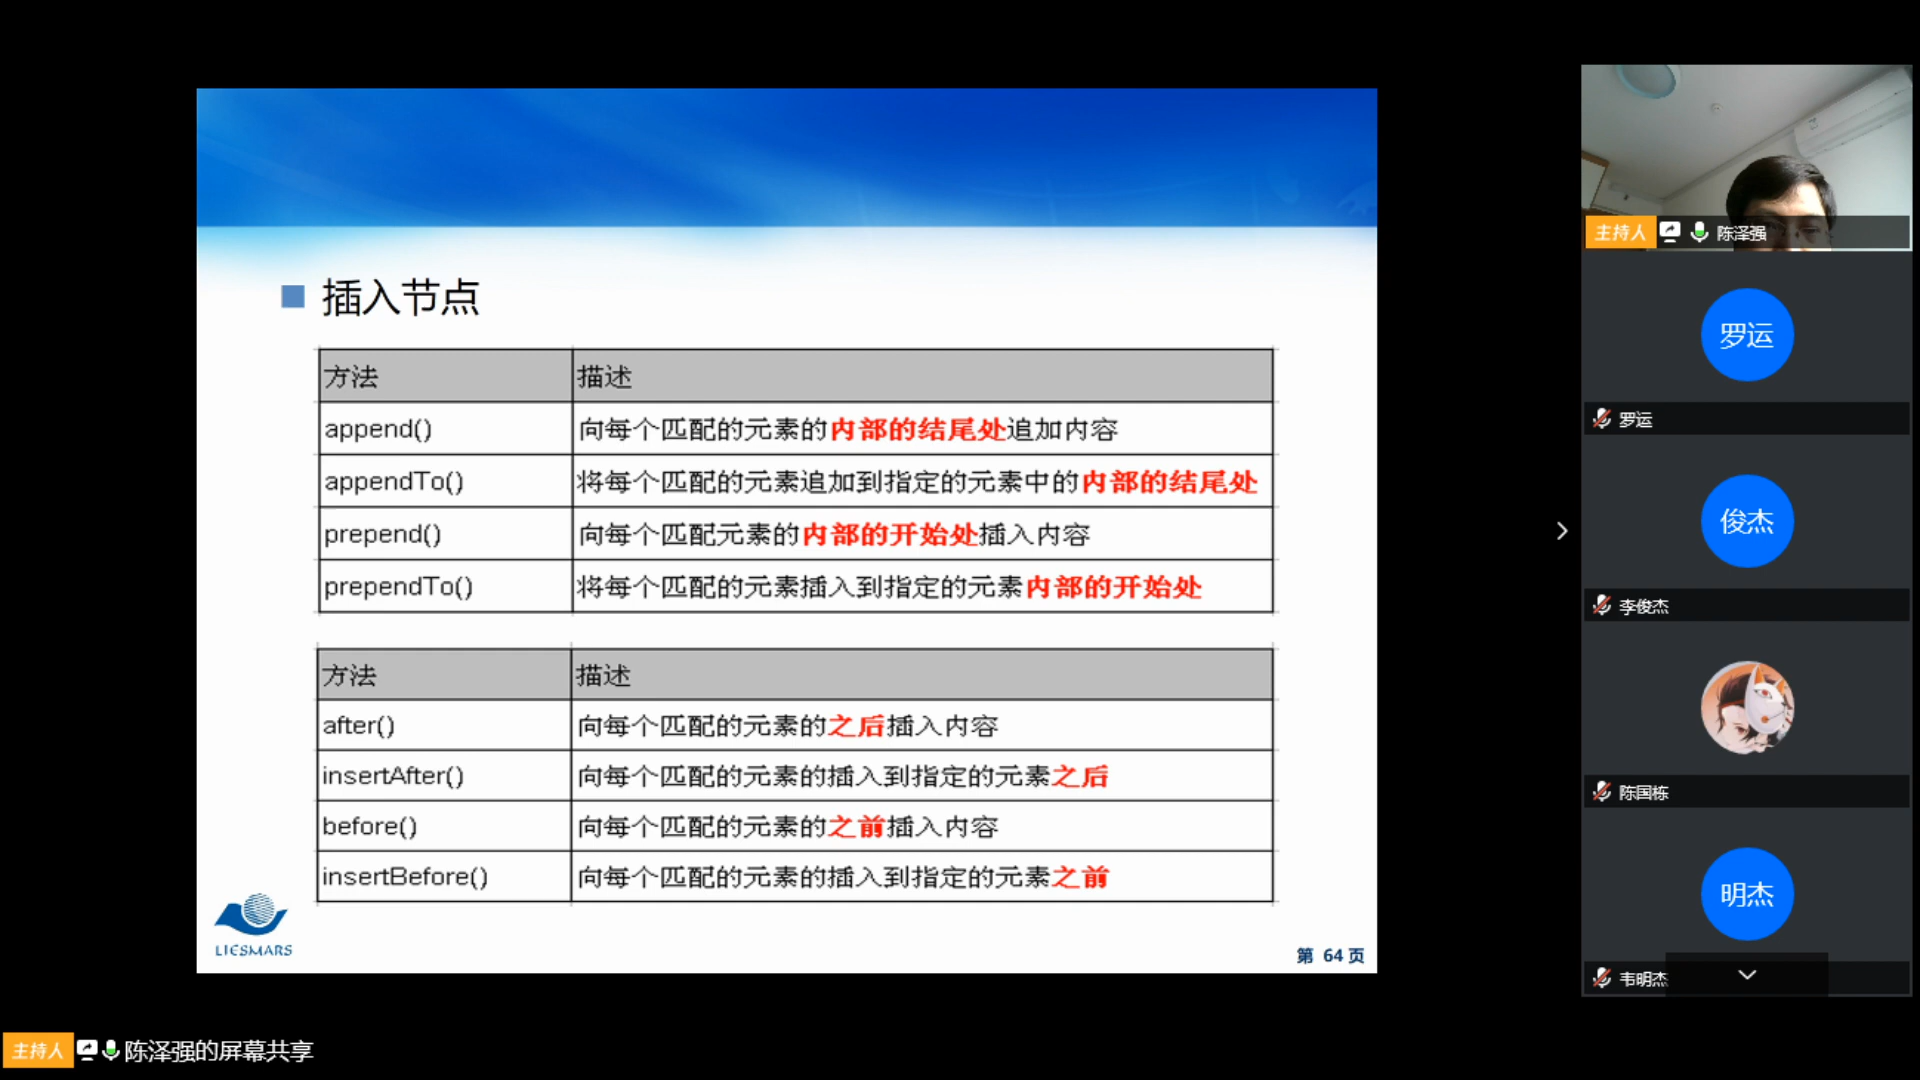 插入节点
方法 描述
append() 向每个匹配的元素的内部的结尾处追加内容
appendTo() 将每个匹配的元素追加到指定的元素中的内部的结尾处
prepend() 向每个匹配元素的内部的开始处插入内容
prependTo() 将每个匹配的元素插入到指定的元素内部的开始处
方法 描述
after() 向每个匹配的元素的之后插入内容
insertAfter() 向每个匹配的元素的插入到指定的元素之后
before() 向每个匹配的元素的之前插入内容
insertBefore() 向每个匹配的元素的插入到指定的元素之前
LIESMARS
第 64 页
主持人 陈泽强
罗运
罗运
俊杰
李俊杰
陈国栋
明杰
韦明杰
主持人 陈泽强的屏幕共享